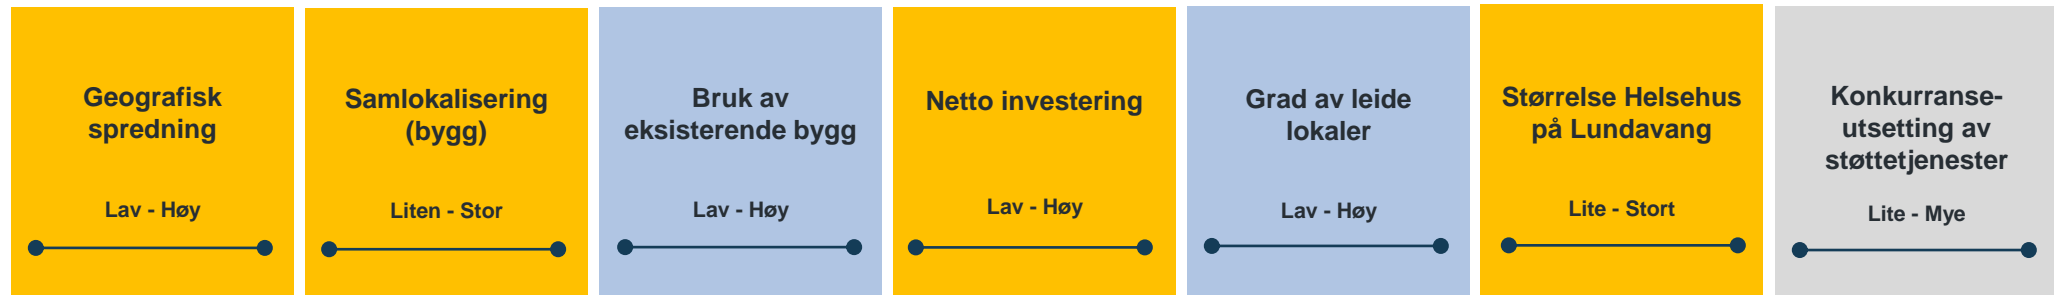 Geografisk
spredning
Lav - Høy
Samlokalisering
(bygg)
Liten - Stor
Bruk av
eksisterende bygg
Lav - Høy
Netto investering
Lav - Høy
Grad av leide
lokaler
Lav - Høy
Størrelse Helsehus
på Lundavang
Lite - Stort
Konkurranse-
utsetting av
støttetjenester
Lite - Mye